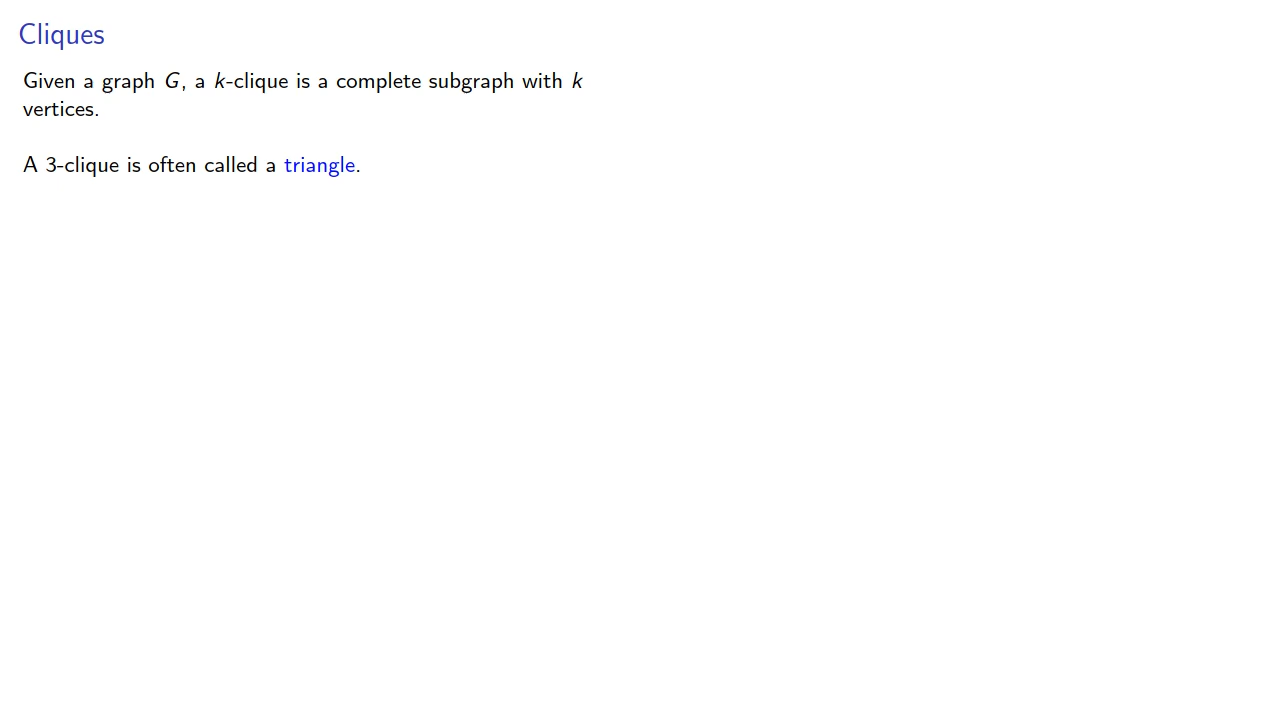 Cliques
Given a graph G, a k-clique is a complete subgraph with k
vertices.
A 3-clique is often called a triangle.